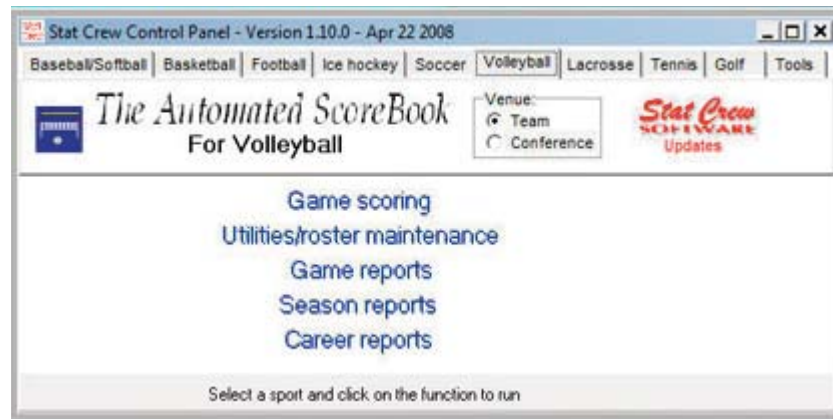 Stat Crew Control Panel - Version 1.10.0 - Apr 22 2008
Baseball/Softball Basketball Football Ice hockey Soccer Volleyball Lacrosse Tennis Golf Tools
The Automated ScoreBook
For Volleyball
Venue:
Team
Conference
Stat Crew
SOFTWARE
Updates
Game scoring
Utilities/roster maintenance
Game reports
Season reports
Career reports
Select a sport and click on the function to run